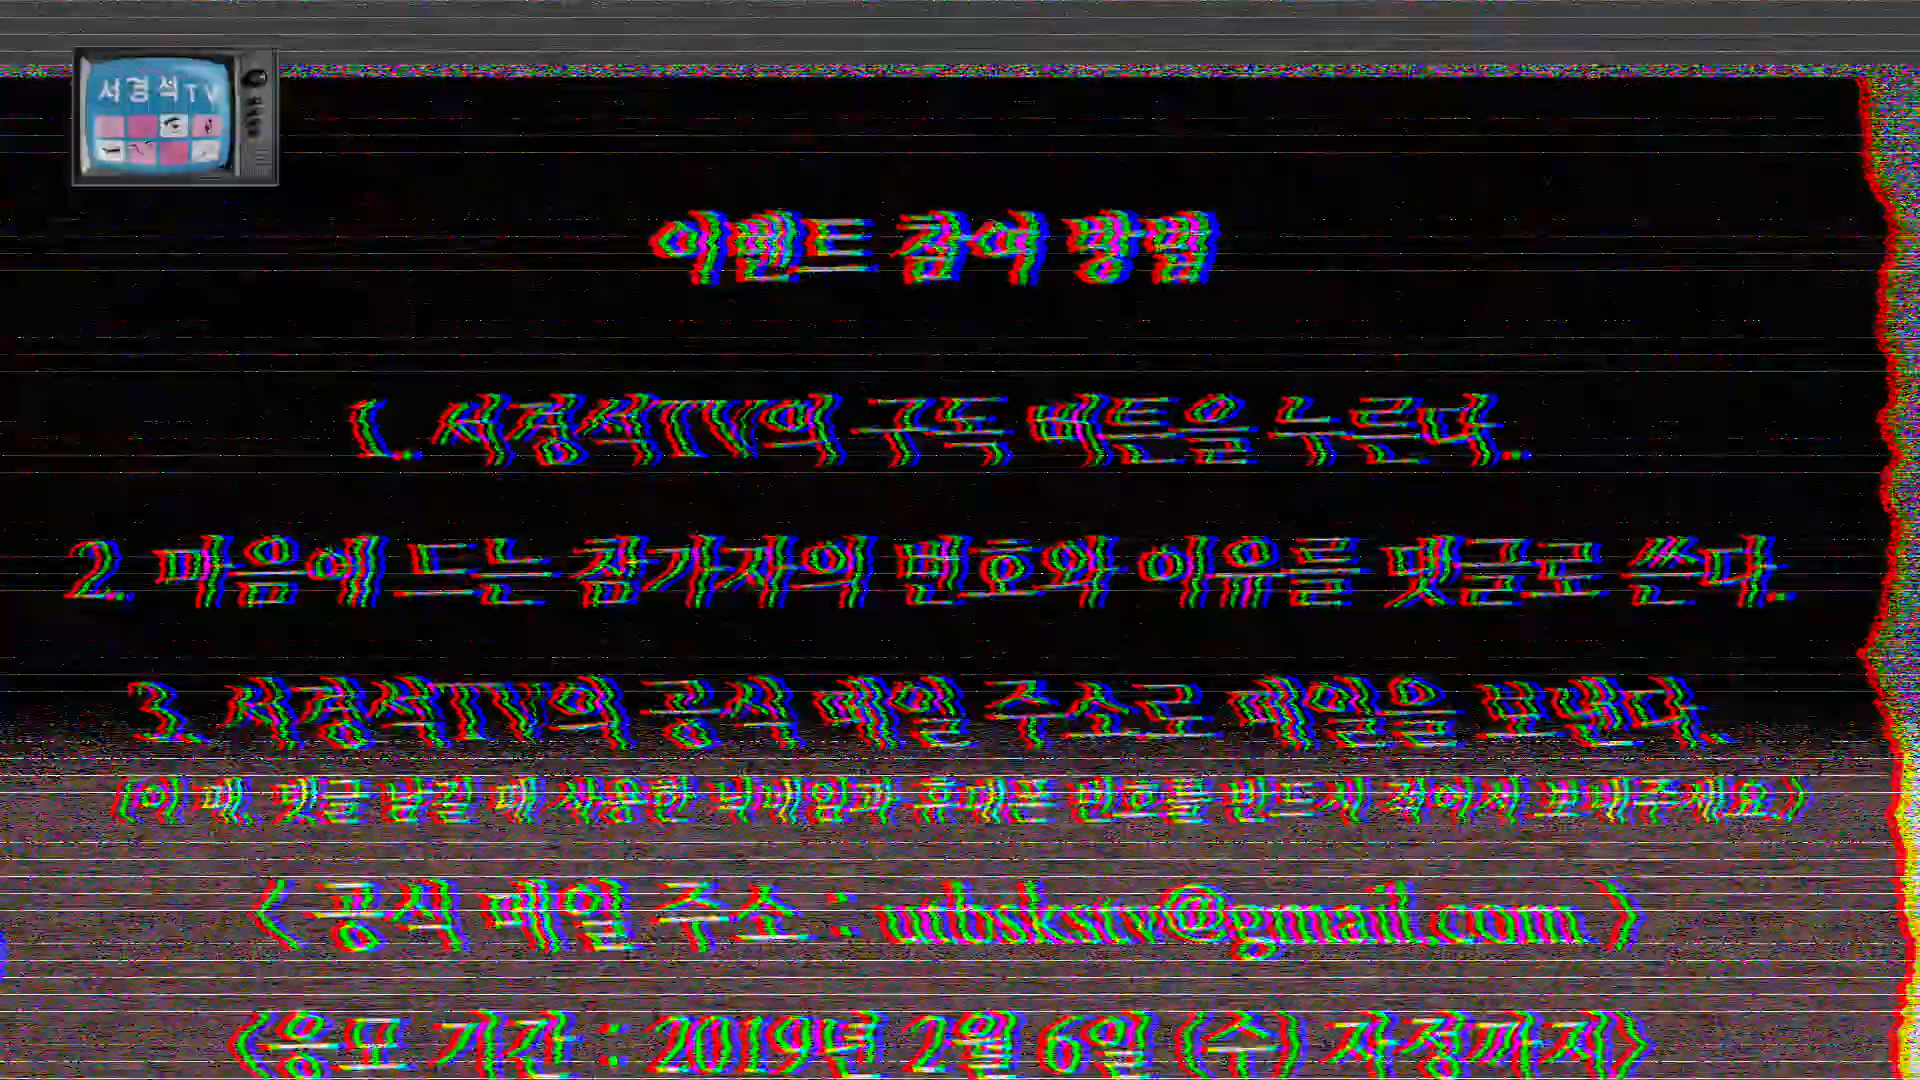 서경석TV
이벤트 참여 방법
1. 서경석TV의 구독 버튼을 누른다.
2. 마음에 드는 참가자의 번호와 이유를 댓글로 쓴다.
3. 서경석TV의 공식 메일 주소로 메일을 보낸다.
(이 때, 댓글 남길 때 사용한 닉네임과 휴대폰 번호를 반드시 적어서 보내주세요)
< 공식 메일 주소 : utbskstv@gmail.com >
<응모 기간 : 2019년 2월 6일 (수) 자정까지>